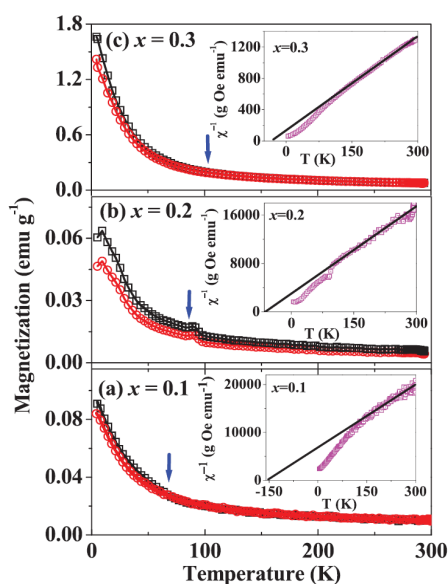 (c) x = 0.3
1.8
1.2
0.6
0.0
x=0.3
χ⁻¹ (g Oe emu⁻¹)
1200
800
400
0
0 150 300
T (K)
(b) x = 0.2
0.06
0.03
0.00
x=0.2
χ⁻¹ (g Oe emu⁻¹)
16000
8000
0
0 150 300
T (K)
(a) x = 0.1
0.08
0.04
0.00
x=0.1
χ⁻¹ (g Oe emu⁻¹)
20000
10000
0
-150 0 150 300
T (K)
Magnetization (emu g⁻¹)
0 100 200 300
Temperature (K)